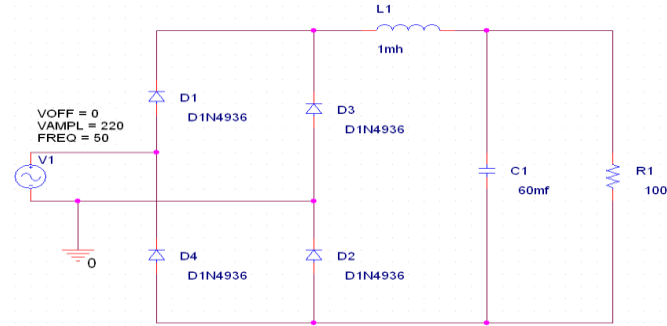 L1
1mh
D1
D1N4936
D3
D1N4936
VOFF = 0
VAMPL = 220
FREQ = 50
V1
C1
60mf
R1
100
0
D4
D1N4936
D2
D1N4936